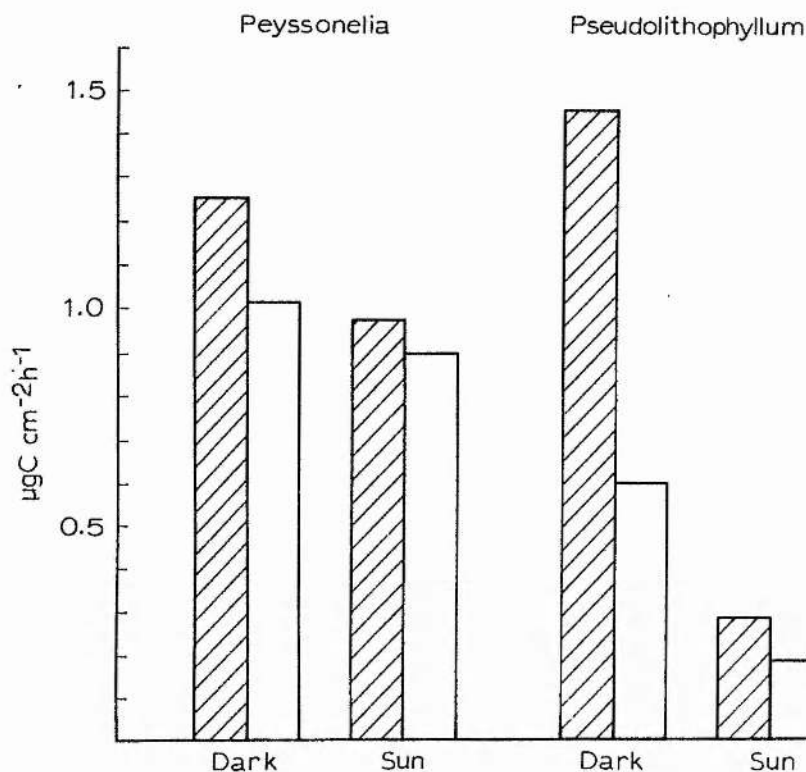 Peyssonelia Pseudolithophyllum
1.5
1.0
0.5
µgC cm⁻²h⁻¹
Dark Sun Dark Sun